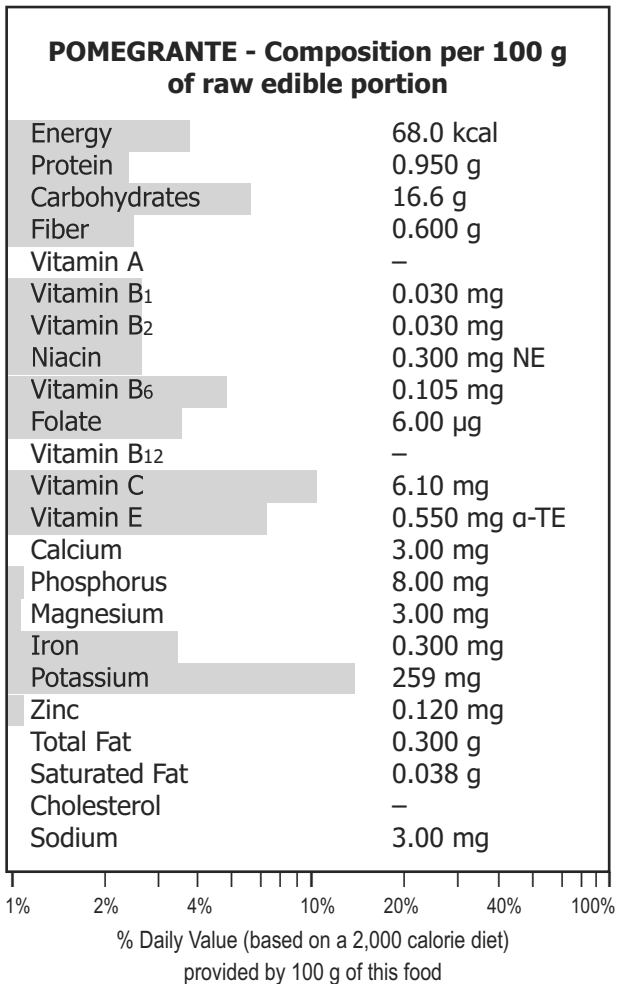 POMEGRANTE - Composition per 100 g
of raw edible portion
Energy 68.0 kcal
Protein 0.950 g
Carbohydrates 16.6 g
Fiber 0.600 g
Vitamin A –
Vitamin B1 0.030 mg
Vitamin B2 0.030 mg
Niacin 0.300 mg NE
Vitamin B6 0.105 mg
Folate 6.00 µg
Vitamin B12 –
Vitamin C 6.10 mg
Vitamin E 0.550 mg α-TE
Calcium 3.00 mg
Phosphorus 8.00 mg
Magnesium 3.00 mg
Iron 0.300 mg
Potassium 259 mg
Zinc 0.120 mg
Total Fat 0.300 g
Saturated Fat 0.038 g
Cholesterol –
Sodium 3.00 mg
1% 2% 4% 10% 20% 40% 100%
% Daily Value (based on a 2,000 calorie diet)
provided by 100 g of this food